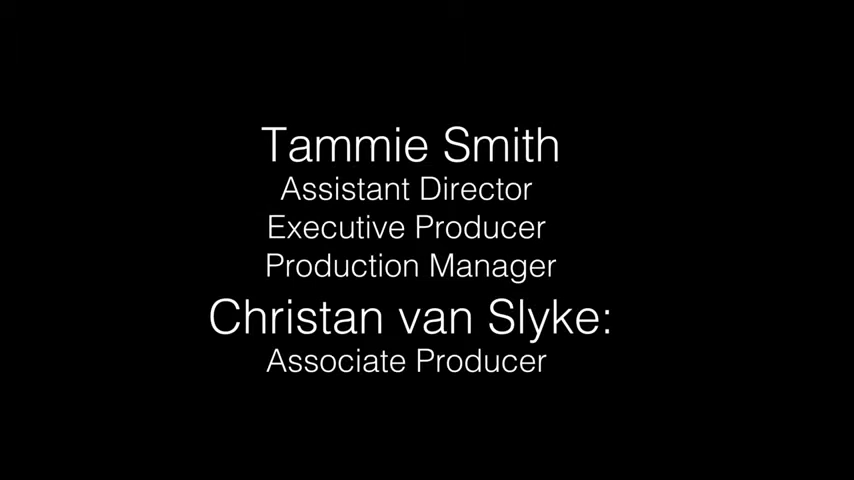 Tammie Smith
Assistant Director
Executive Producer
Production Manager
Christan van Slyke:
Associate Producer